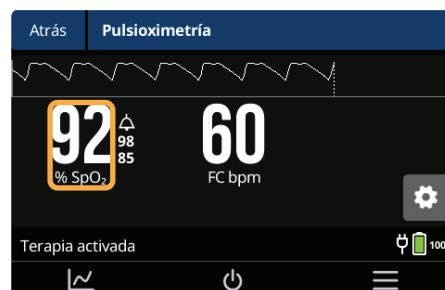 Atrás Pulsioximetría
92 98 60
85
% SpO₂ FC bpm
Terapia activada 100